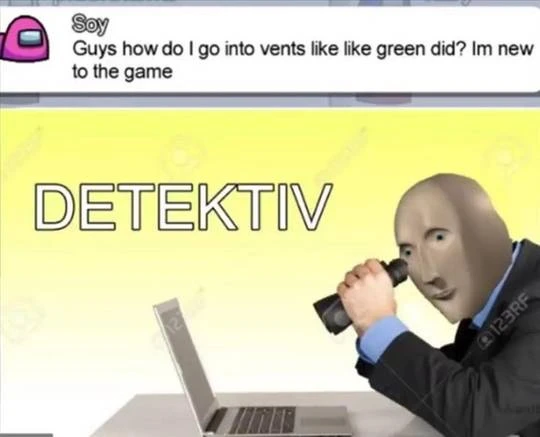 Soy
Guys how do I go into vents like like green did? Im new
to the game
DETEKTIV
123RF